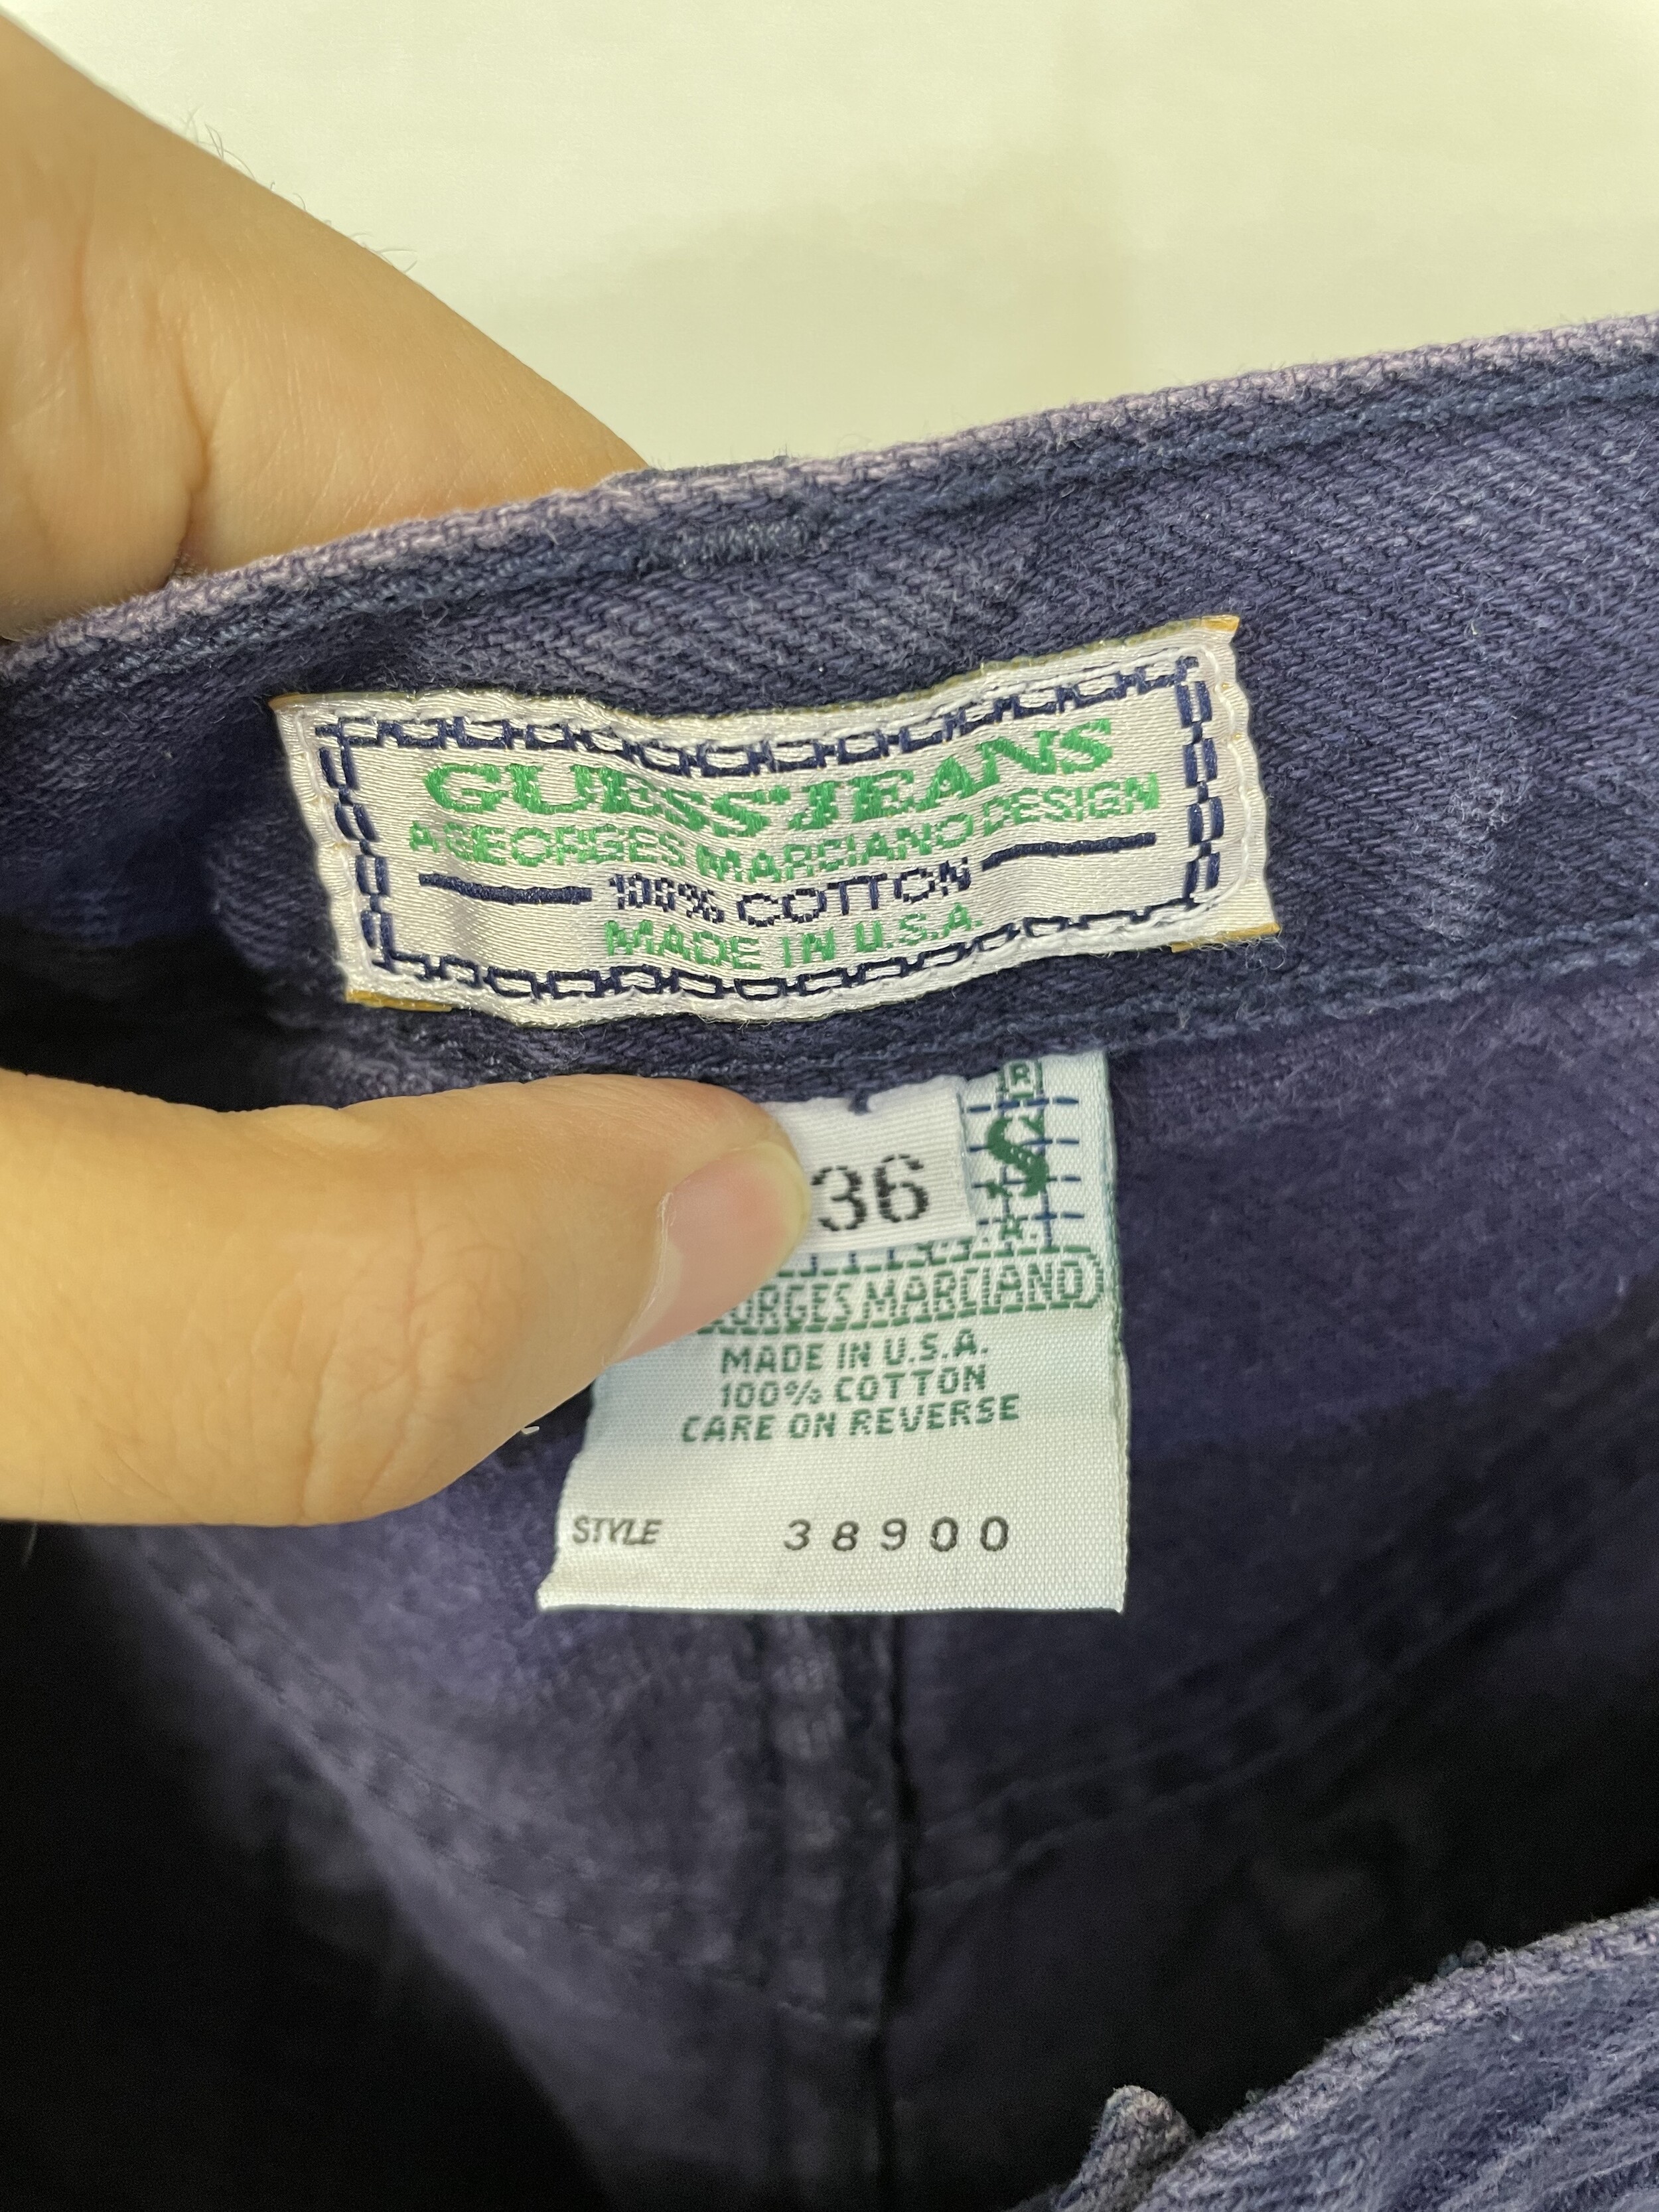 GUESS JEANS
A GEORGES MARCIANO DESIGN
100% COTTON
MADE IN U.S.A.
36
MARCIANO
MADE IN U.S.A.
100% COTTON
CARE ON REVERSE
STYLE 38900